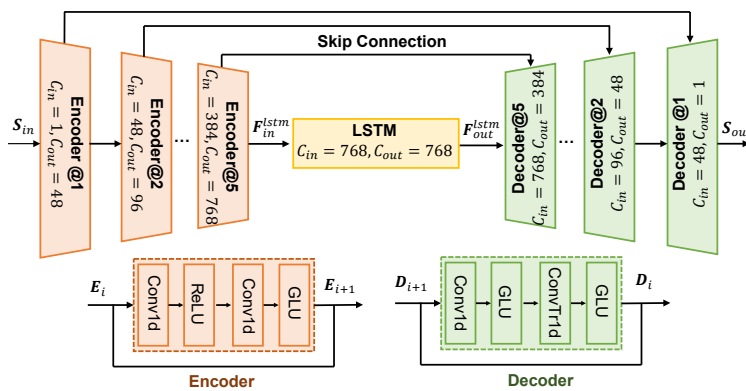 Skip Connection
S_in
Encoder @1
C_in = 1, C_out = 48
Encoder@2
C_in = 48, C_out = 96
...
Encoder@5
C_in = 384, C_out = 768
F_in^lstm
LSTM
C_in = 768, C_out = 768
F_out^lstm
Decoder@5
C_in = 768, C_out = 384
...
Decoder@2
C_in = 96, C_out = 48
Decoder @1
C_in = 48, C_out = 1
S_ou
E_i
Conv1d
ReLU
Conv1d
GLU
E_i+1
Encoder
D_i+1
Conv1d
GLU
ConvTr1d
GLU
D_i
Decoder